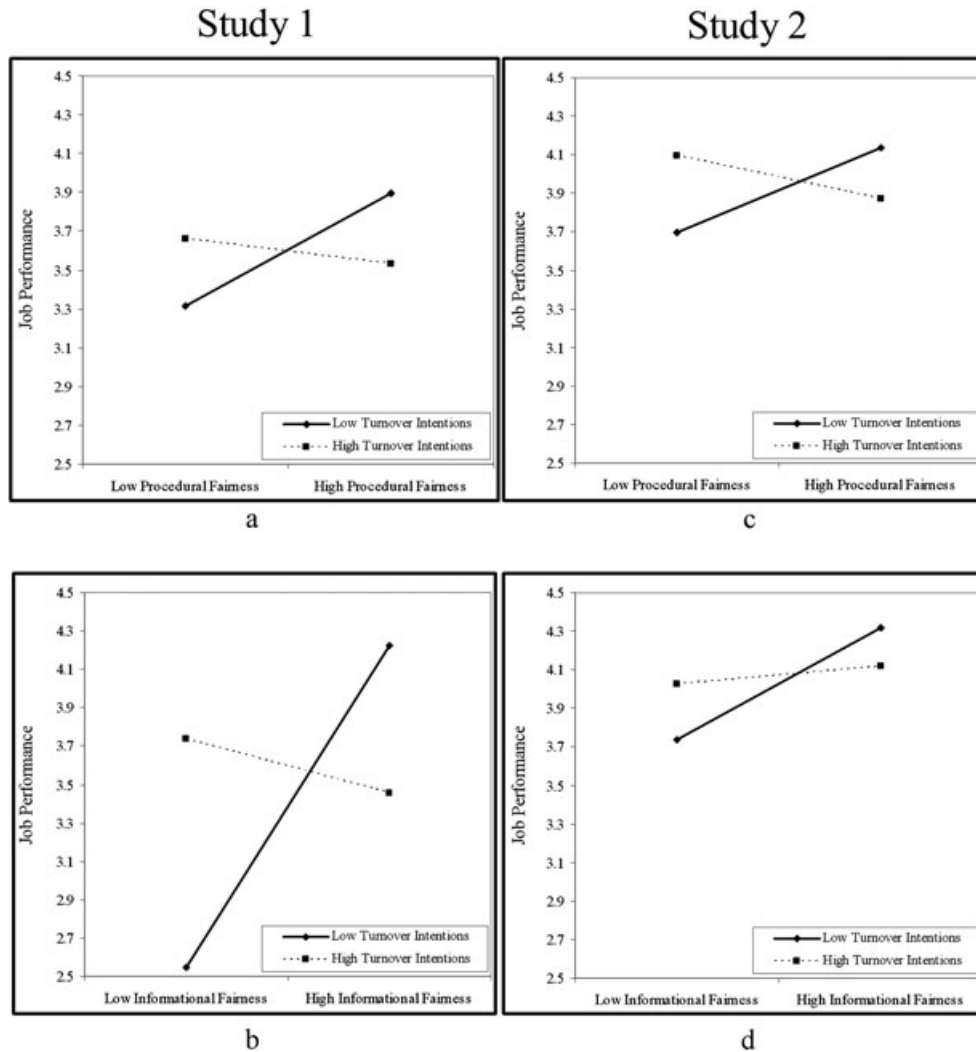 Study 1
Study 2
4.5
4.3
4.1
3.9
3.7
3.5
3.3
3.1
2.9
2.7
2.5
Job Performance
Low Turnover Intentions
High Turnover Intentions
Low Procedural Fairness
High Procedural Fairness
a
4.5
4.3
4.1
3.9
3.7
3.5
3.3
3.1
2.9
2.7
2.5
Job Performance
Low Turnover Intentions
High Turnover Intentions
Low Procedural Fairness
High Procedural Fairness
c
4.5
4.3
4.1
3.9
3.7
3.5
3.3
3.1
2.9
2.7
2.5
Job Performance
Low Turnover Intentions
High Turnover Intentions
Low Informational Fairness
High Informational Fairness
b
4.5
4.3
4.1
3.9
3.7
3.5
3.3
3.1
2.9
2.7
2.5
Job Performance
Low Turnover Intentions
High Turnover Intentions
Low Informational Fairness
High Informational Fairness
d